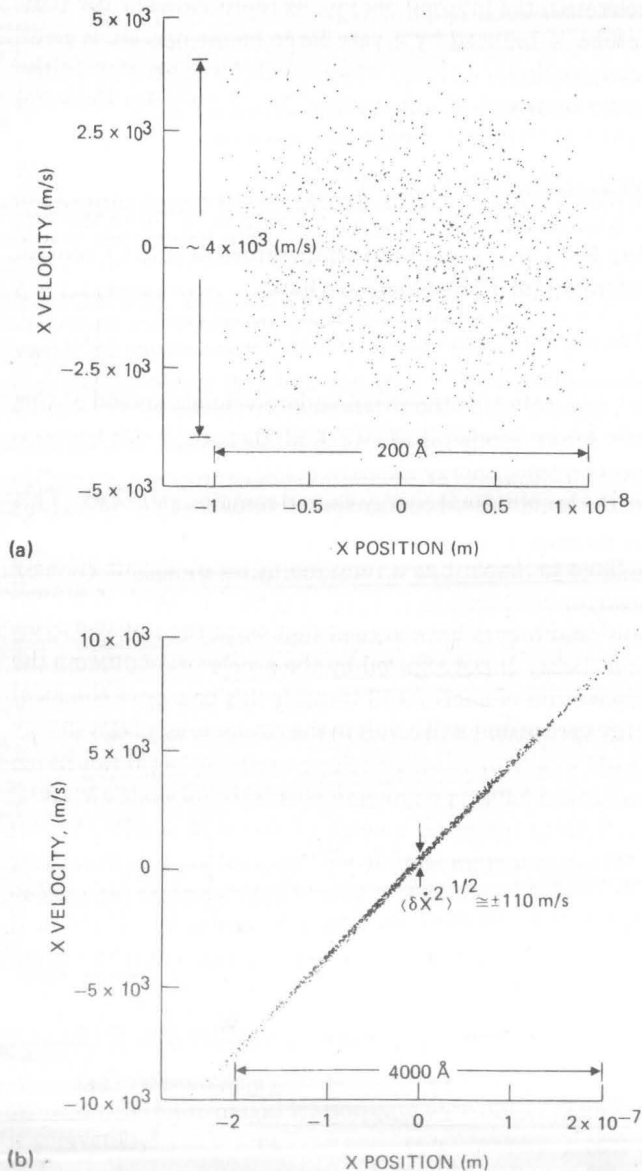 5 x 10³
2.5 x 10³
0
−2.5 x 10³
5 x 10³
X VELOCITY (m/s)
~ 4 x 10³ (m/s)
200 Å
−1
−0.5
0
0.5
1 x 10⁻⁸
(a)
X POSITION (m)
10 x 10³
5 x 10³
0
−5 x 10³
−10 x 10³
X VELOCITY, (m/s)
⟨δẊ²⟩^1/2 ≅ ±110 m/s
4000 Å
−2
−1
0
1
2 x 10⁻⁷
(b)
X POSITION (m)